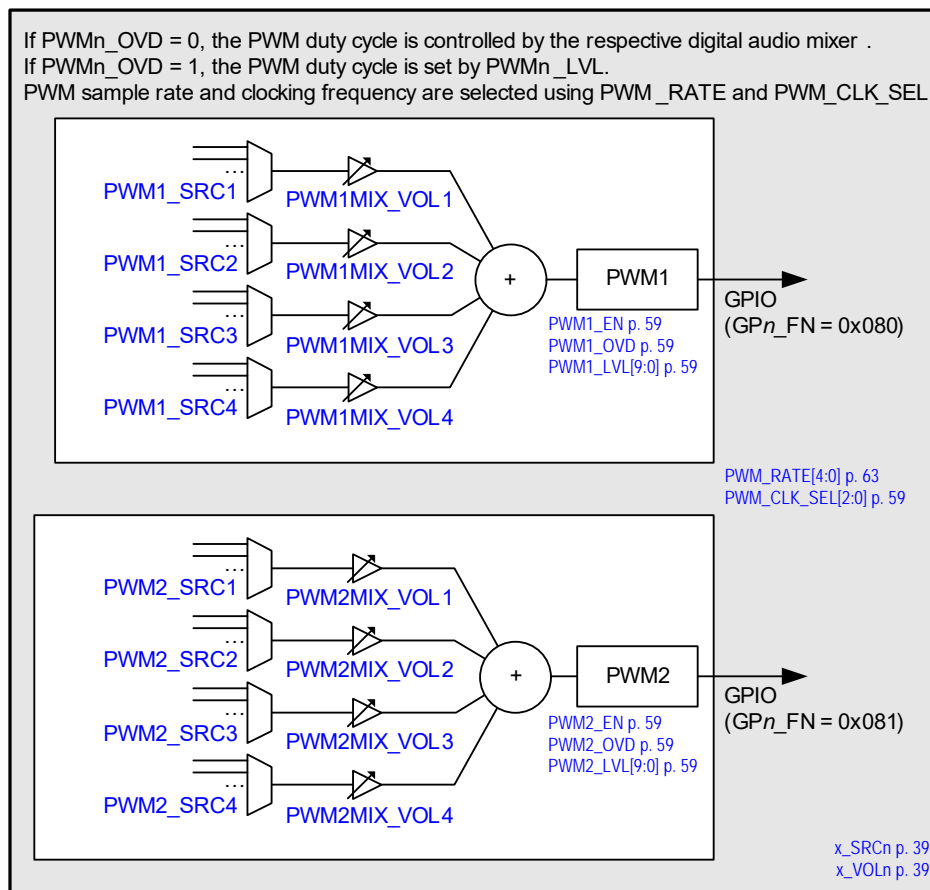 If PWMn_OVD = 0, the PWM duty cycle is controlled by the respective digital audio mixer .
If PWMn_OVD = 1, the PWM duty cycle is set by PWMn _LVL.
PWM sample rate and clocking frequency are selected using PWM _RATE and PWM_CLK_SEL
...
PWM1_SRC1
PWM1MIX_VOL1
...
PWM1_SRC2
PWM1MIX_VOL2
...
PWM1_SRC3
PWM1MIX_VOL3
...
PWM1_SRC4
PWM1MIX_VOL4
+
PWM1
PWM1_EN p. 59
PWM1_OVD p. 59
PWM1_LVL[9:0] p. 59
GPIO
(GPn_FN = 0x080)
PWM_RATE[4:0] p. 63
PWM_CLK_SEL[2:0] p. 59
...
PWM2_SRC1
PWM2MIX_VOL1
...
PWM2_SRC2
PWM2MIX_VOL2
...
PWM2_SRC3
PWM2MIX_VOL3
...
PWM2_SRC4
PWM2MIX_VOL4
+
PWM2
PWM2_EN p. 59
PWM2_OVD p. 59
PWM2_LVL[9:0] p. 59
GPIO
(GPn_FN = 0x081)
x_SRCn p. 39
x_VOLn p. 39